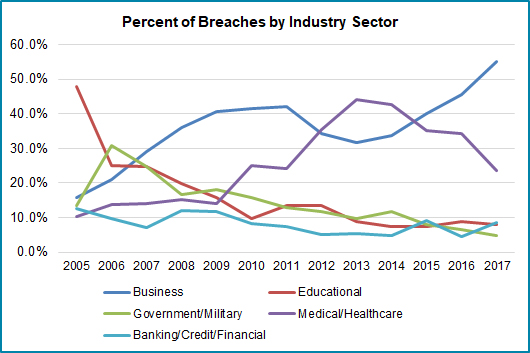 Percent of Breaches by Industry Sector
60.0%
50.0%
40.0%
30.0%
20.0%
10.0%
0.0%
2005 2006 2007 2008 2009 2010 2011 2012 2013 2014 2015 2016 2017
Business Educational
Government/Military Medical/Healthcare
Banking/Credit/Financial